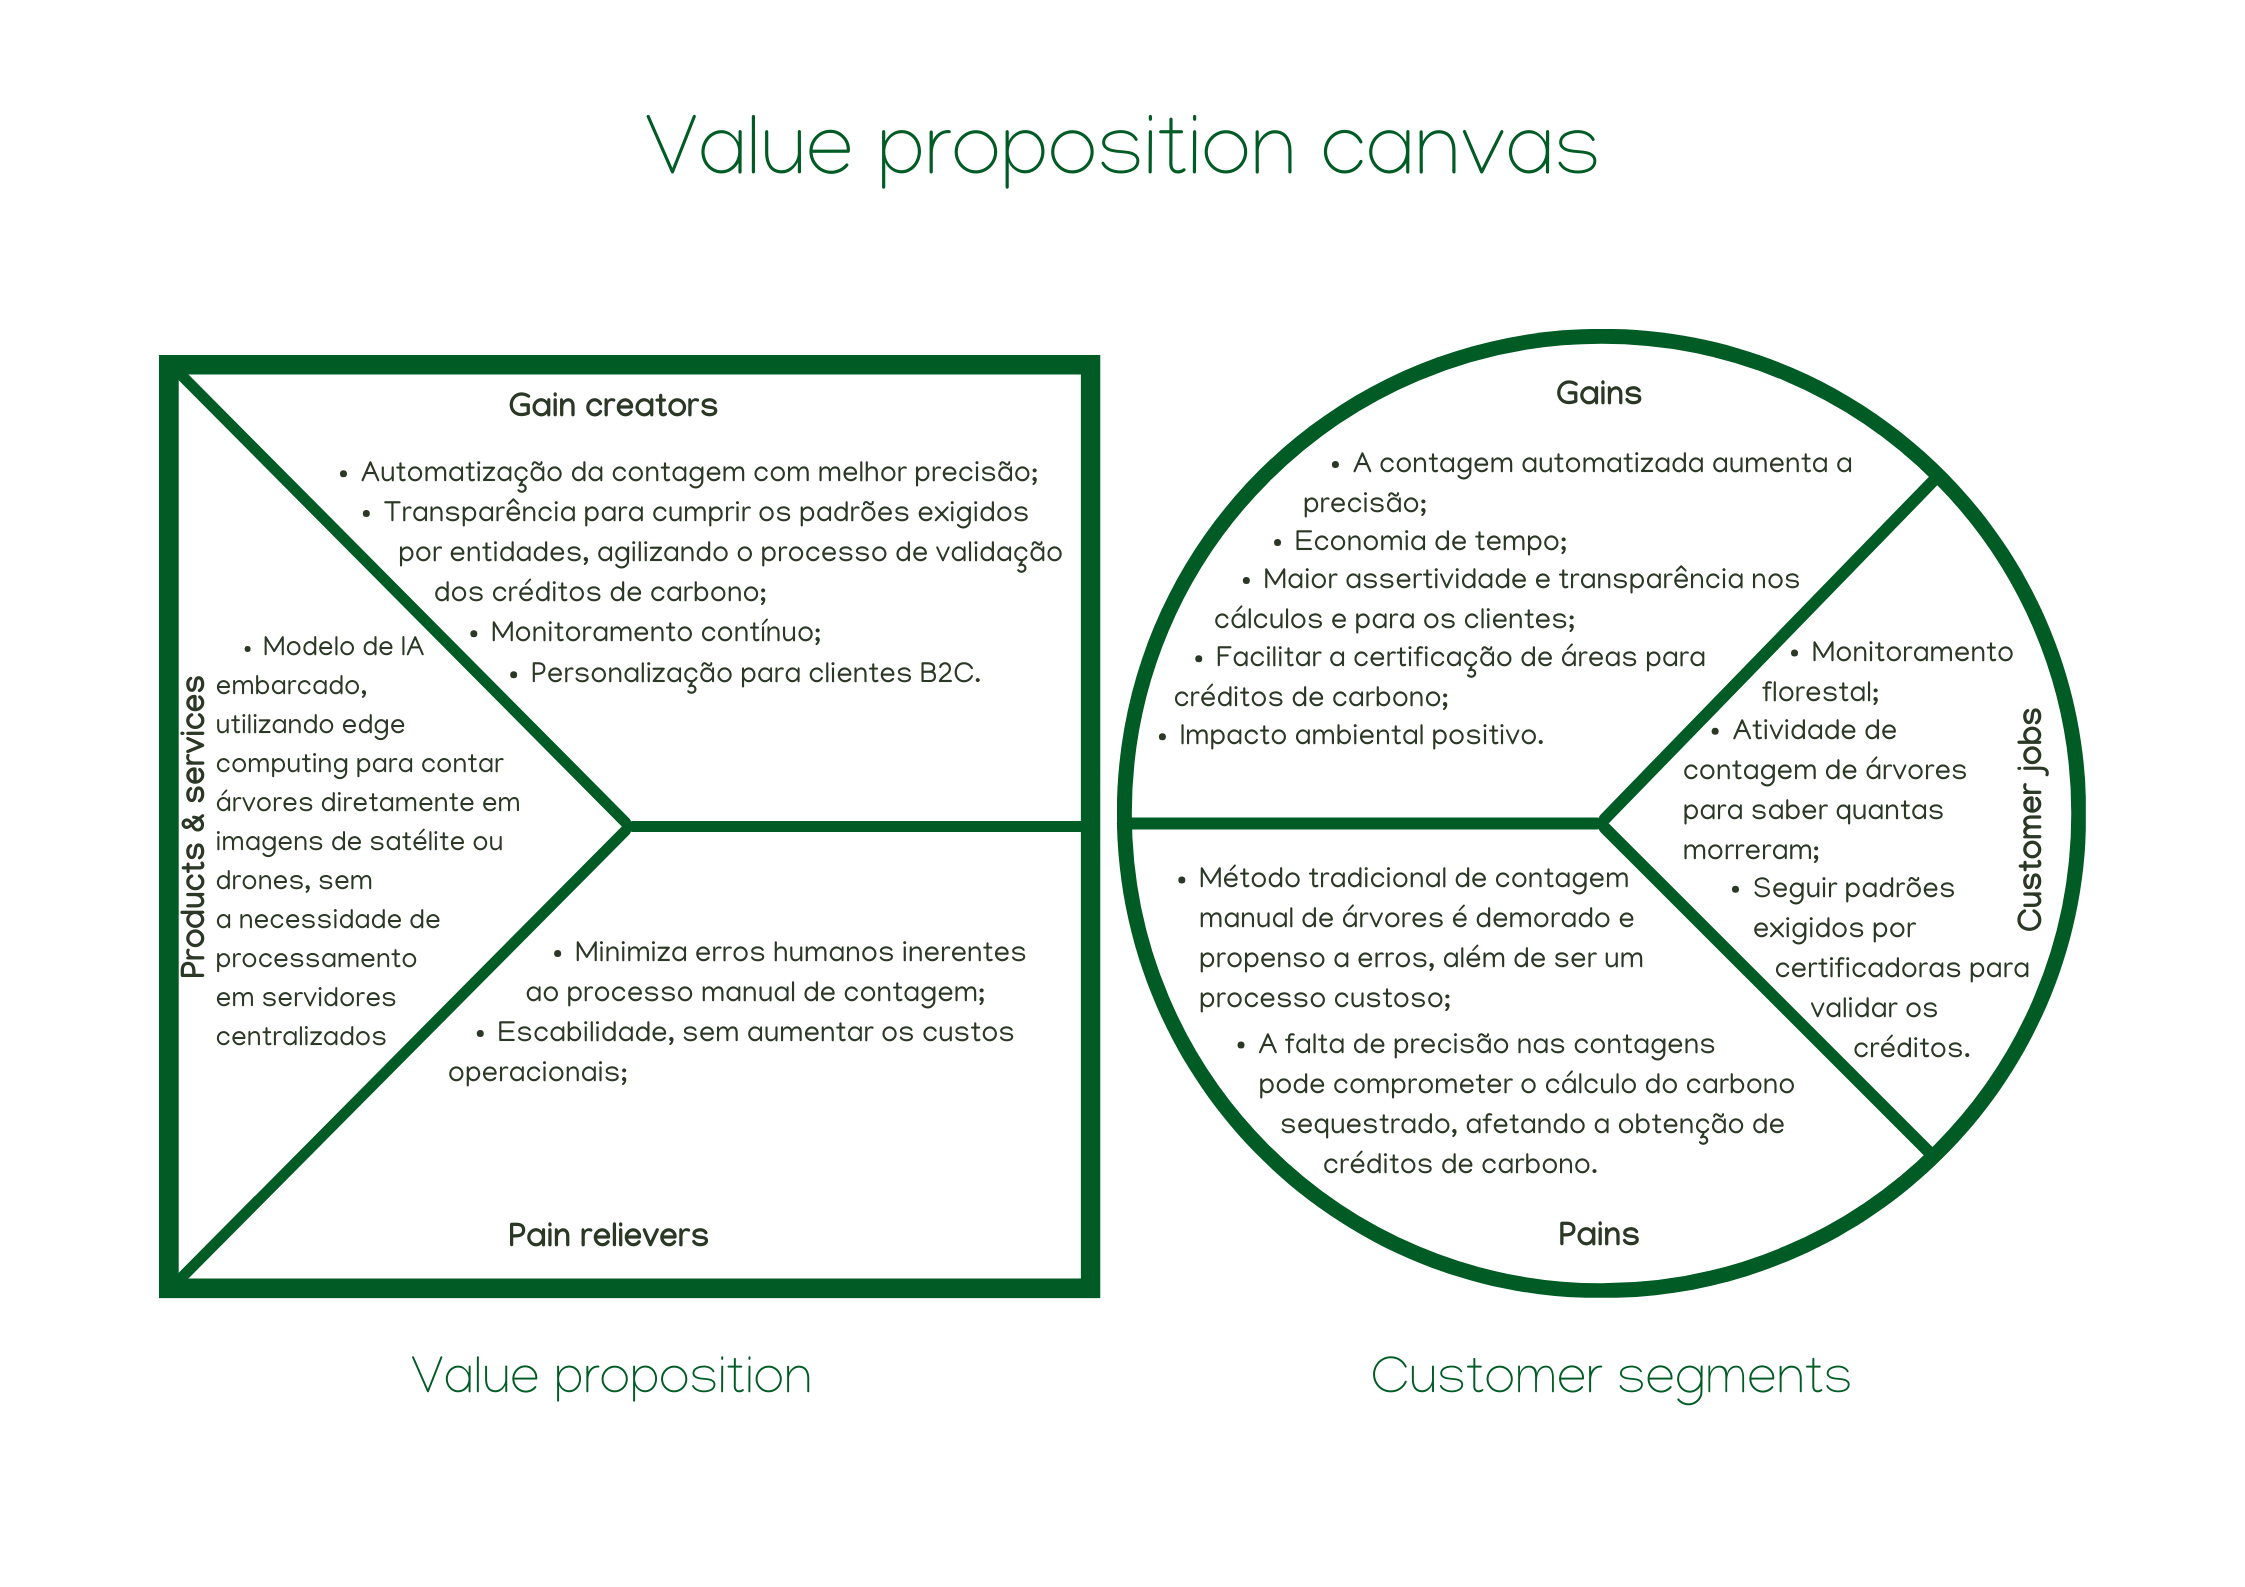 Value proposition canvas
Gain creators
• Automatização da contagem com melhor precisão;
• Transparência para cumprir os padrões exigidos
por entidades, agilizando o processo de validação
dos créditos de carbono;
• Monitoramento contínuo;
• Personalização para clientes B2C.
Products & services
• Modelo de IA
embarcado,
utilizando edge
computing para contar
árvores diretamente em
imagens de satélite ou
drones, sem
a necessidade de
processamento
em servidores
centralizados
• Minimiza erros humanos inerentes
ao processo manual de contagem;
• Escabilidade, sem aumentar os custos
operacionais;
Pain relievers
Value proposition
Gains
• A contagem automatizada aumenta a
precisão;
• Economia de tempo;
• Maior assertividade e transparência nos
cálculos e para os clientes;
• Facilitar a certificação de áreas para
créditos de carbono;
• Impacto ambiental positivo.
• Monitoramento
florestal;
• Atividade de
contagem de árvores
para saber quantas
morreram;
• Seguir padrões
exigidos por
certificadoras para
validar os
créditos.
Customer jobs
• Método tradicional de contagem
manual de árvores é demorado e
propenso a erros, além de ser um
processo custoso;
• A falta de precisão nas contagens
pode comprometer o cálculo do carbono
sequestrado, afetando a obtenção de
créditos de carbono.
Pains
Customer segments